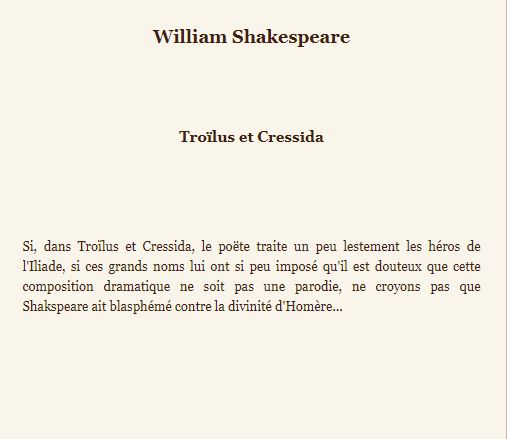 William Shakespeare
Troïlus et Cressida
Si, dans Troïlus et Cressida, le poëte traite un peu lestement les héros de
l'Iliade, si ces grands noms lui ont si peu imposé qu'il est douteux que cette
composition dramatique ne soit pas une parodie, ne croyons pas que
Shakspeare ait blasphémé contre la divinité d'Homère...